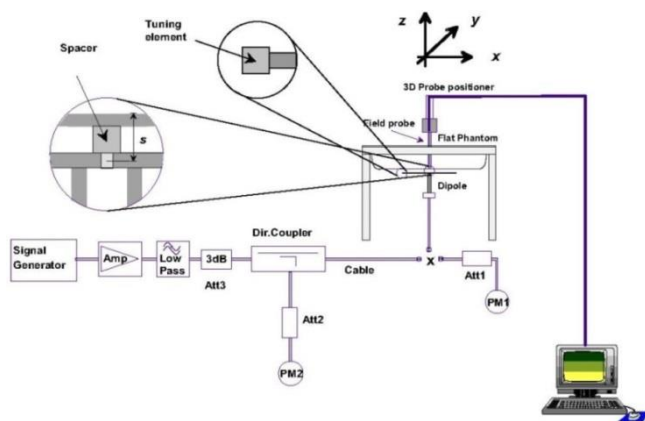 Tuning
element
Spacer
s
z
y
x
3D Probe positioner
Field probe
Flat Phantom
Dipole
Signal
Generator
Amp
Low
Pass
3dB
Att3
Dir.Coupler
Cable
x
Att1
PM1
Att2
PM2